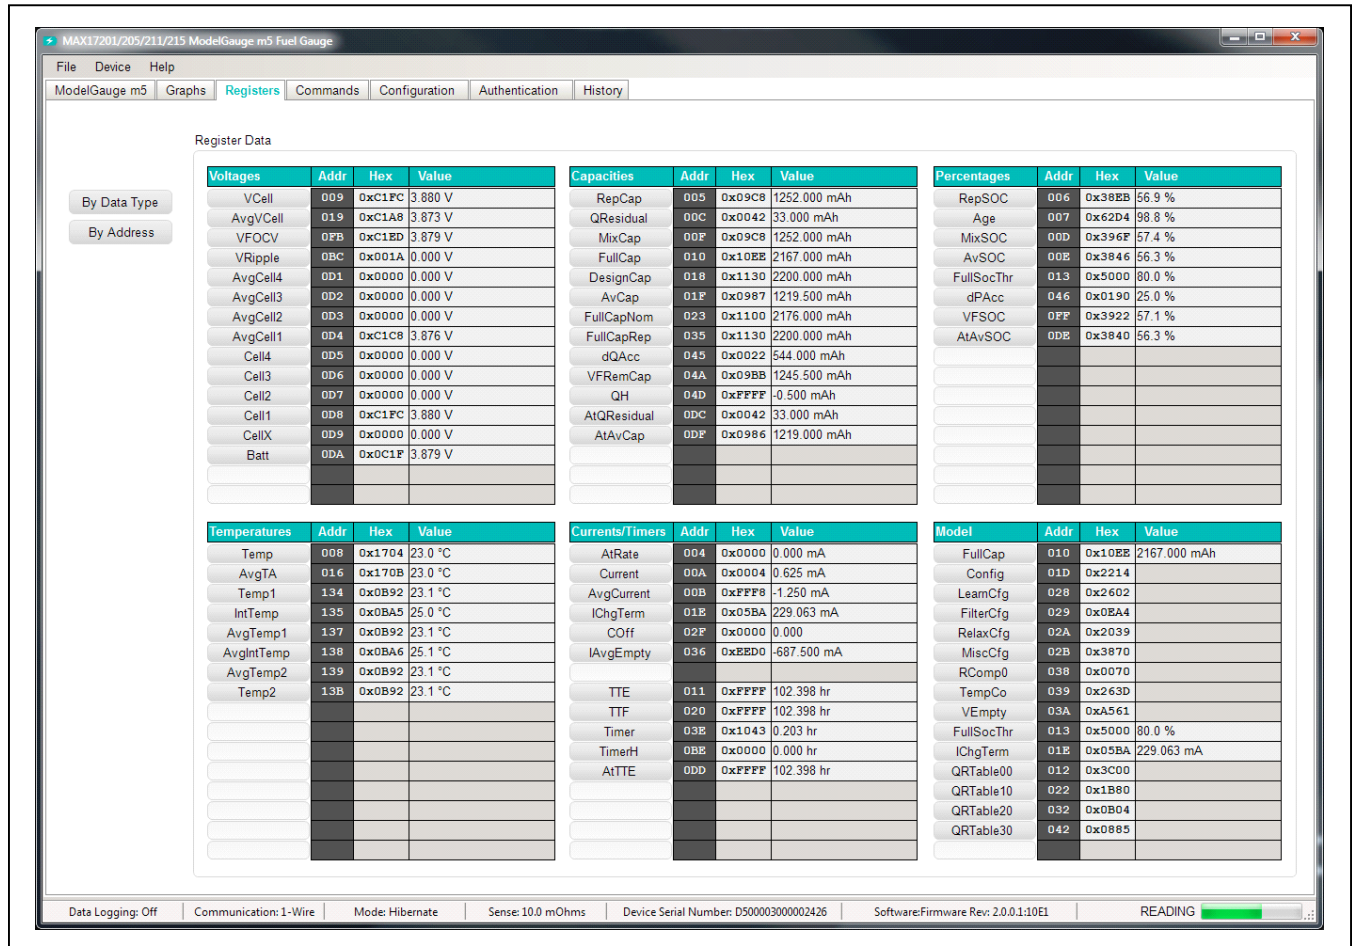 MAX17201/205/211/215 ModelGauge m5 Fuel Gauge
File Device Help
ModelGauge m5 Graphs Registers Commands Configuration Authentication History
Register Data
By Data Type
By Address
Voltages Addr Hex Value
VCell 009 0xC1FC 3.880 V
AvgVCell 019 0xC1A8 3.873 V
VFOCV 0FB 0xC1ED 3.879 V
VRipple 0BC 0x001A 0.000 V
AvgCell4 0D1 0x0000 0.000 V
AvgCell3 0D2 0x0000 0.000 V
AvgCell2 0D3 0x0000 0.000 V
AvgCell1 0D4 0xC1C8 3.876 V
Cell4 0D5 0x0000 0.000 V
Cell3 0D6 0x0000 0.000 V
Cell2 0D7 0x0000 0.000 V
Cell1 0D8 0xC1FC 3.880 V
CellX 0D9 0x0000 0.000 V
Batt 0DA 0x0C1F 3.879 V
Capacities Addr Hex Value
RepCap 005 0x09C8 1252.000 mAh
QResidual 00C 0x0042 33.000 mAh
MixCap 00F 0x09C8 1252.000 mAh
FullCap 010 0x10EE 2167.000 mAh
DesignCap 018 0x1130 2200.000 mAh
AvCap 01F 0x0987 1219.500 mAh
FullCapNom 023 0x1100 2176.000 mAh
FullCapRep 035 0x1130 2200.000 mAh
dQAcc 045 0x0022 544.000 mAh
VFRemCap 04A 0x09BB 1245.500 mAh
QH 04D 0xFFFF -0.500 mAh
AtQResidual 0DC 0x0042 33.000 mAh
AtAvCap 0DF 0x0986 1219.000 mAh
Percentages Addr Hex Value
RepSOC 006 0x38EB 56.9 %
Age 007 0x62D4 98.8 %
MixSOC 00D 0x396F 57.4 %
AvSOC 00E 0x3846 56.3 %
FullSocThr 013 0x5000 80.0 %
dPAcc 046 0x0190 25.0 %
VFSOC 0FF 0x3922 57.1 %
AtAvSOC 0DE 0x3840 56.3 %
Temperatures Addr Hex Value
Temp 008 0x1704 23.0 °C
AvgTA 016 0x170B 23.0 °C
Temp1 134 0x0B92 23.1 °C
IntTemp 135 0x0BA5 25.0 °C
AvgTemp1 137 0x0B92 23.1 °C
AvgIntTemp 138 0x0BA6 25.1 °C
AvgTemp2 139 0x0B92 23.1 °C
Temp2 13B 0x0B92 23.1 °C
Currents/Timers Addr Hex Value
AtRate 004 0x0000 0.000 mA
Current 00A 0x0004 0.625 mA
AvgCurrent 00B 0xFFF8 -1.250 mA
IChgTerm 01E 0x05BA 229.063 mA
COff 02F 0x0000 0.000
IAvgEmpty 036 0xEED0 -687.500 mA
TTE 011 0xFFFF 102.398 hr
TTF 020 0xFFFF 102.398 hr
Timer 03E 0x1043 0.203 hr
TimerH 0BE 0x0000 0.000 hr
AtTTE 0DD 0xFFFF 102.398 hr
Model Addr Hex Value
FullCap 010 0x10EE 2167.000 mAh
Config 01D 0x2214
LearnCfg 028 0x2602
FilterCfg 029 0x0EA4
RelaxCfg 02A 0x2039
MiscCfg 02B 0x3870
RComp0 038 0x0070
TempCo 039 0x263D
VEmpty 03A 0xA561
FullSocThr 013 0x5000 80.0 %
IChgTerm 01E 0x05BA 229.063 mA
QRTable00 012 0x3C00
QRTable10 022 0x1B80
QRTable20 032 0x0B04
QRTable30 042 0x0885
Data Logging: Off Communication: 1-Wire Mode: Hibernate Sense: 10.0 mOhms Device Serial Number: D500003000002426 Software:Firmware Rev: 2.0.0.1:10E1 READING